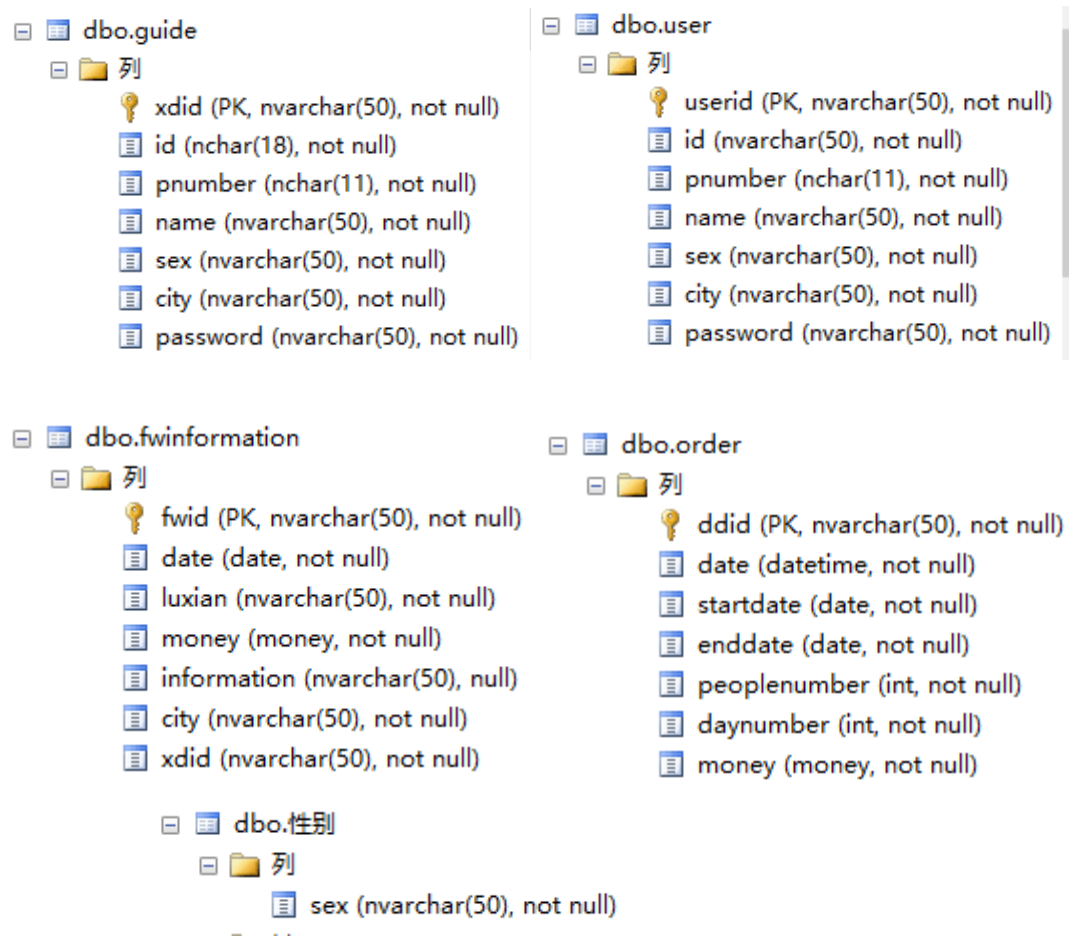 dbo.guide
列
xdid (PK, nvarchar(50), not null)
id (nchar(18), not null)
pnumber (nchar(11), not null)
name (nvarchar(50), not null)
sex (nvarchar(50), not null)
city (nvarchar(50), not null)
password (nvarchar(50), not null)
dbo.user
列
userid (PK, nvarchar(50), not null)
id (nvarchar(50), not null)
pnumber (nchar(11), not null)
name (nvarchar(50), not null)
sex (nvarchar(50), not null)
city (nvarchar(50), not null)
password (nvarchar(50), not null)
dbo.fwinformation
列
fwid (PK, nvarchar(50), not null)
date (date, not null)
luxian (nvarchar(50), not null)
money (money, not null)
information (nvarchar(50), null)
city (nvarchar(50), not null)
xdid (nvarchar(50), not null)
dbo.order
列
ddid (PK, nvarchar(50), not null)
date (datetime, not null)
startdate (date, not null)
enddate (date, not null)
peoplenumber (int, not null)
daynumber (int, not null)
money (money, not null)
dbo.性别
列
sex (nvarchar(50), not null)